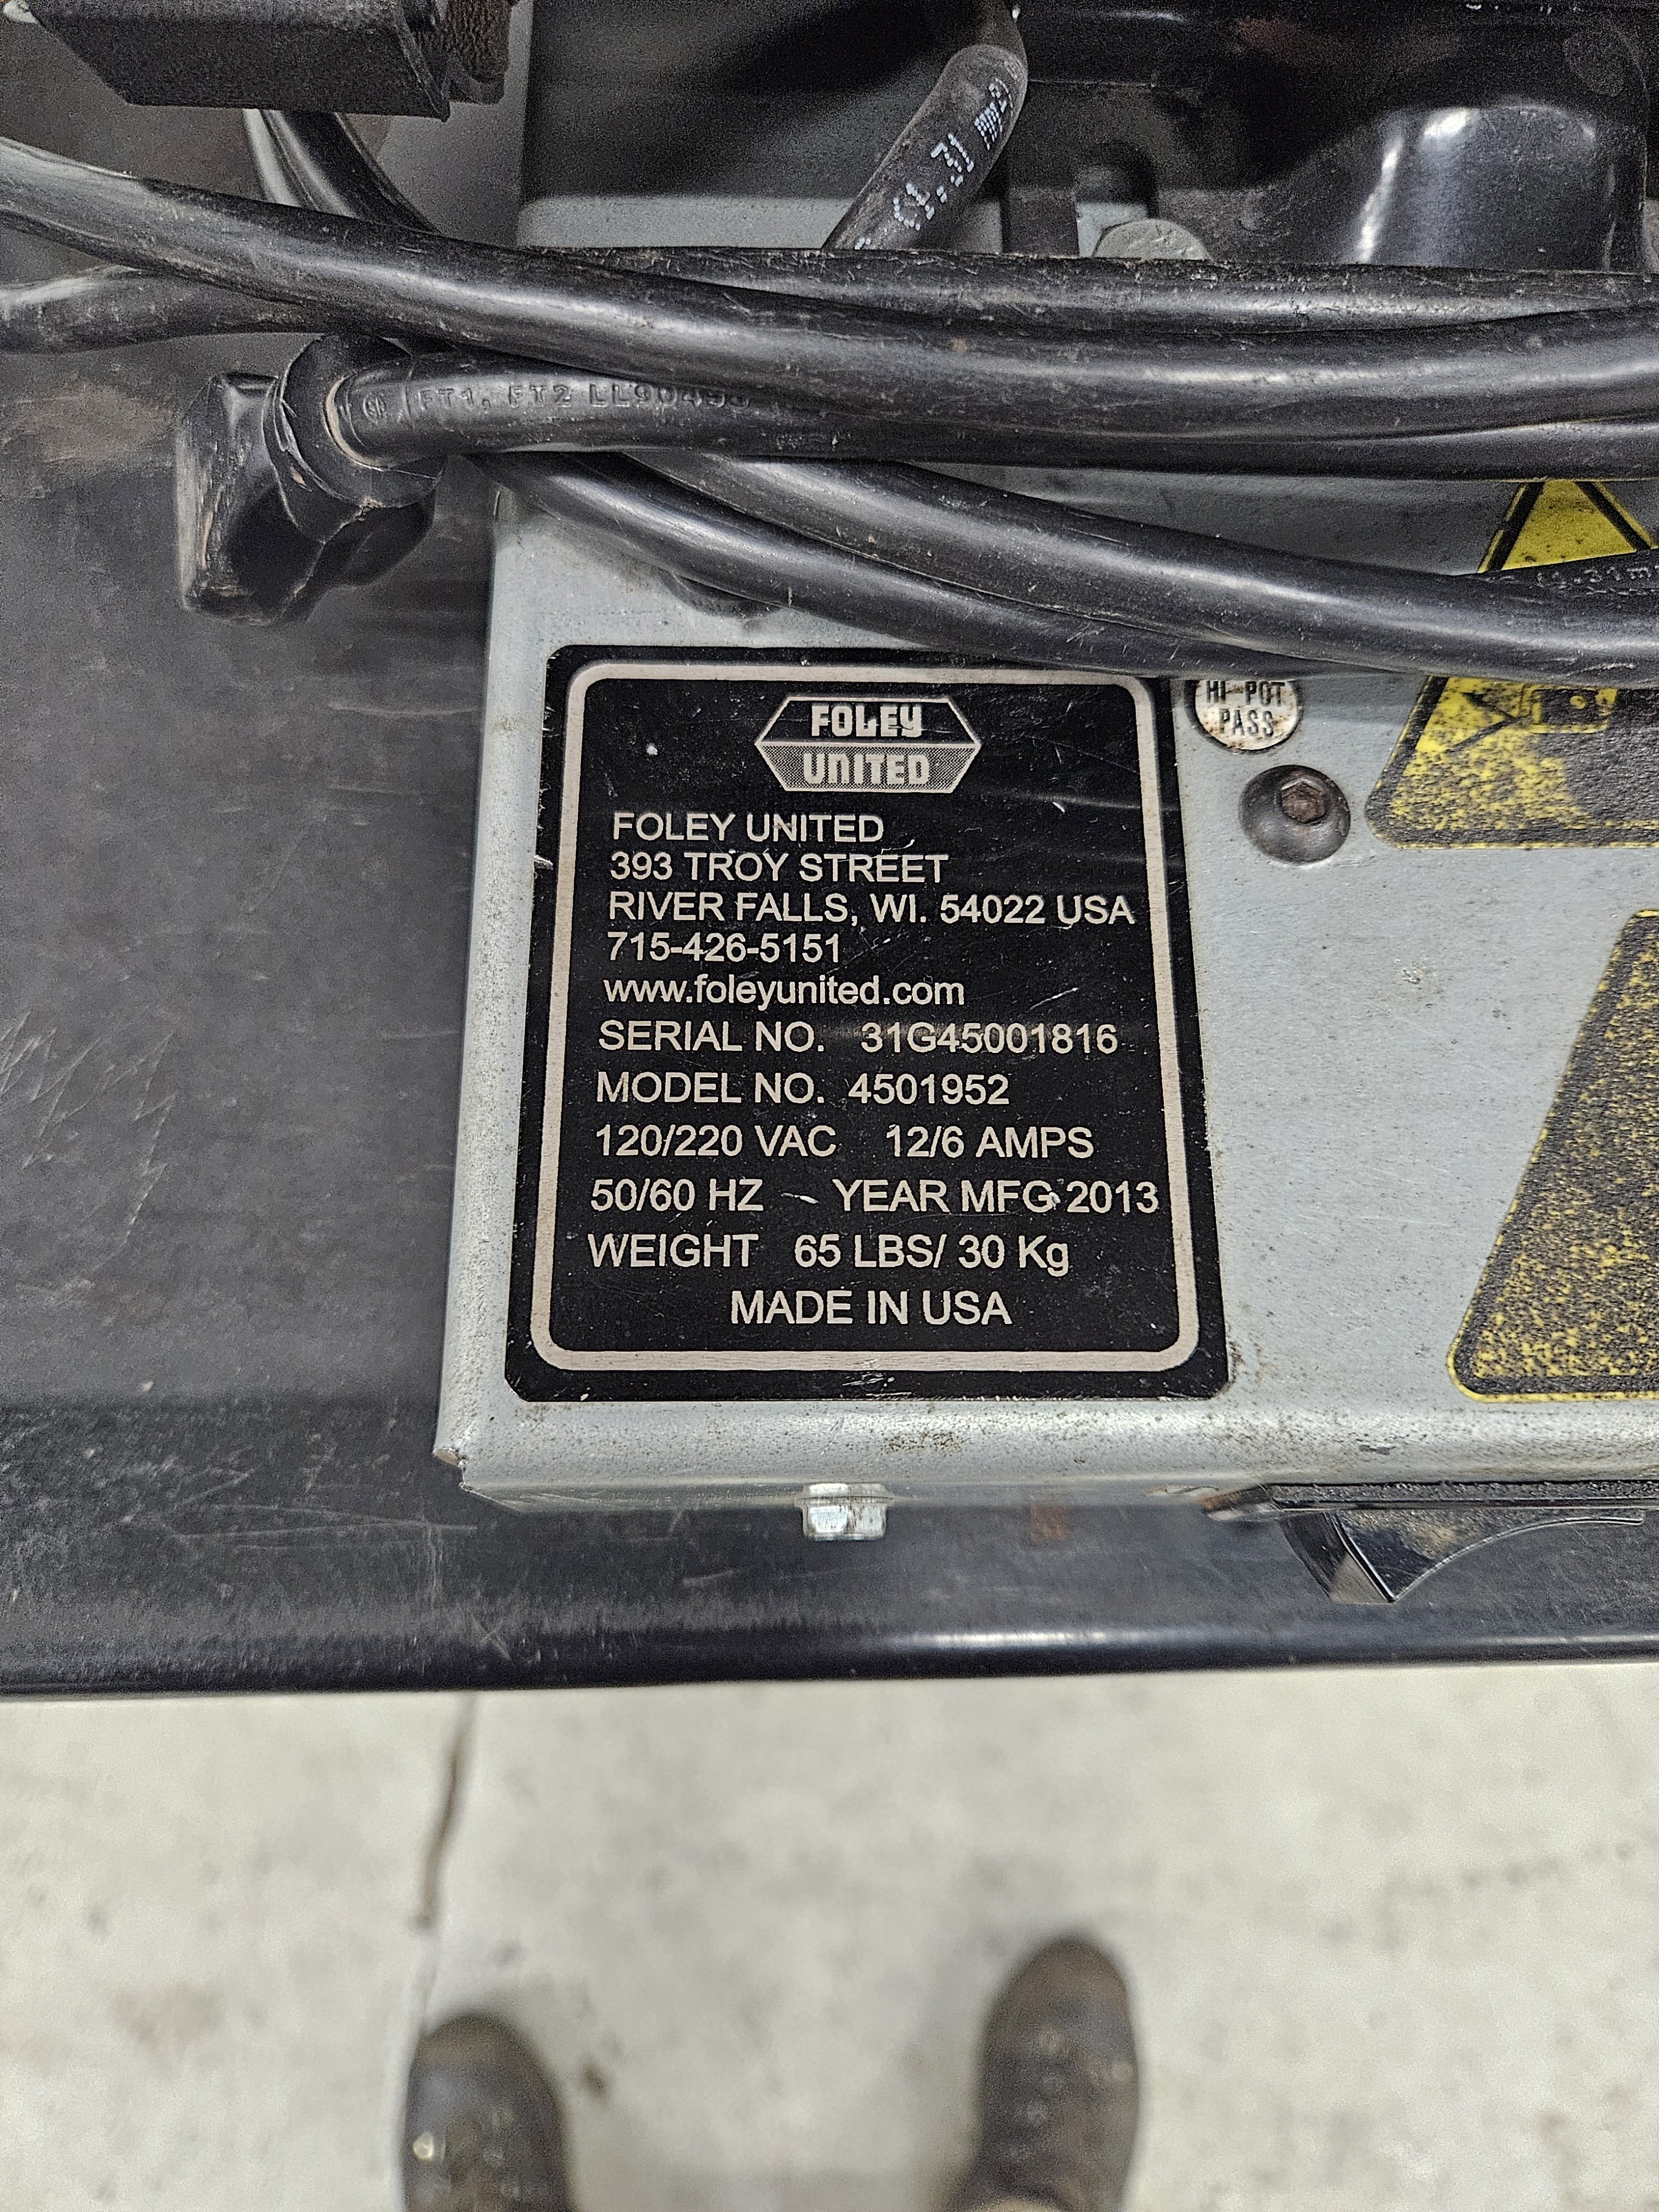 FT1, FT2
FOLEY
UNITED
HI-POT
PASS
FOLEY UNITED
393 TROY STREET
RIVER FALLS, WI. 54022 USA
715-426-5151
www.foleyunited.com
SERIAL NO. 31G45001816
MODEL NO. 4501952
120/220 VAC 12/6 AMPS
50/60 HZ YEAR MFG 2013
WEIGHT 65 LBS/ 30 Kg
MADE IN USA